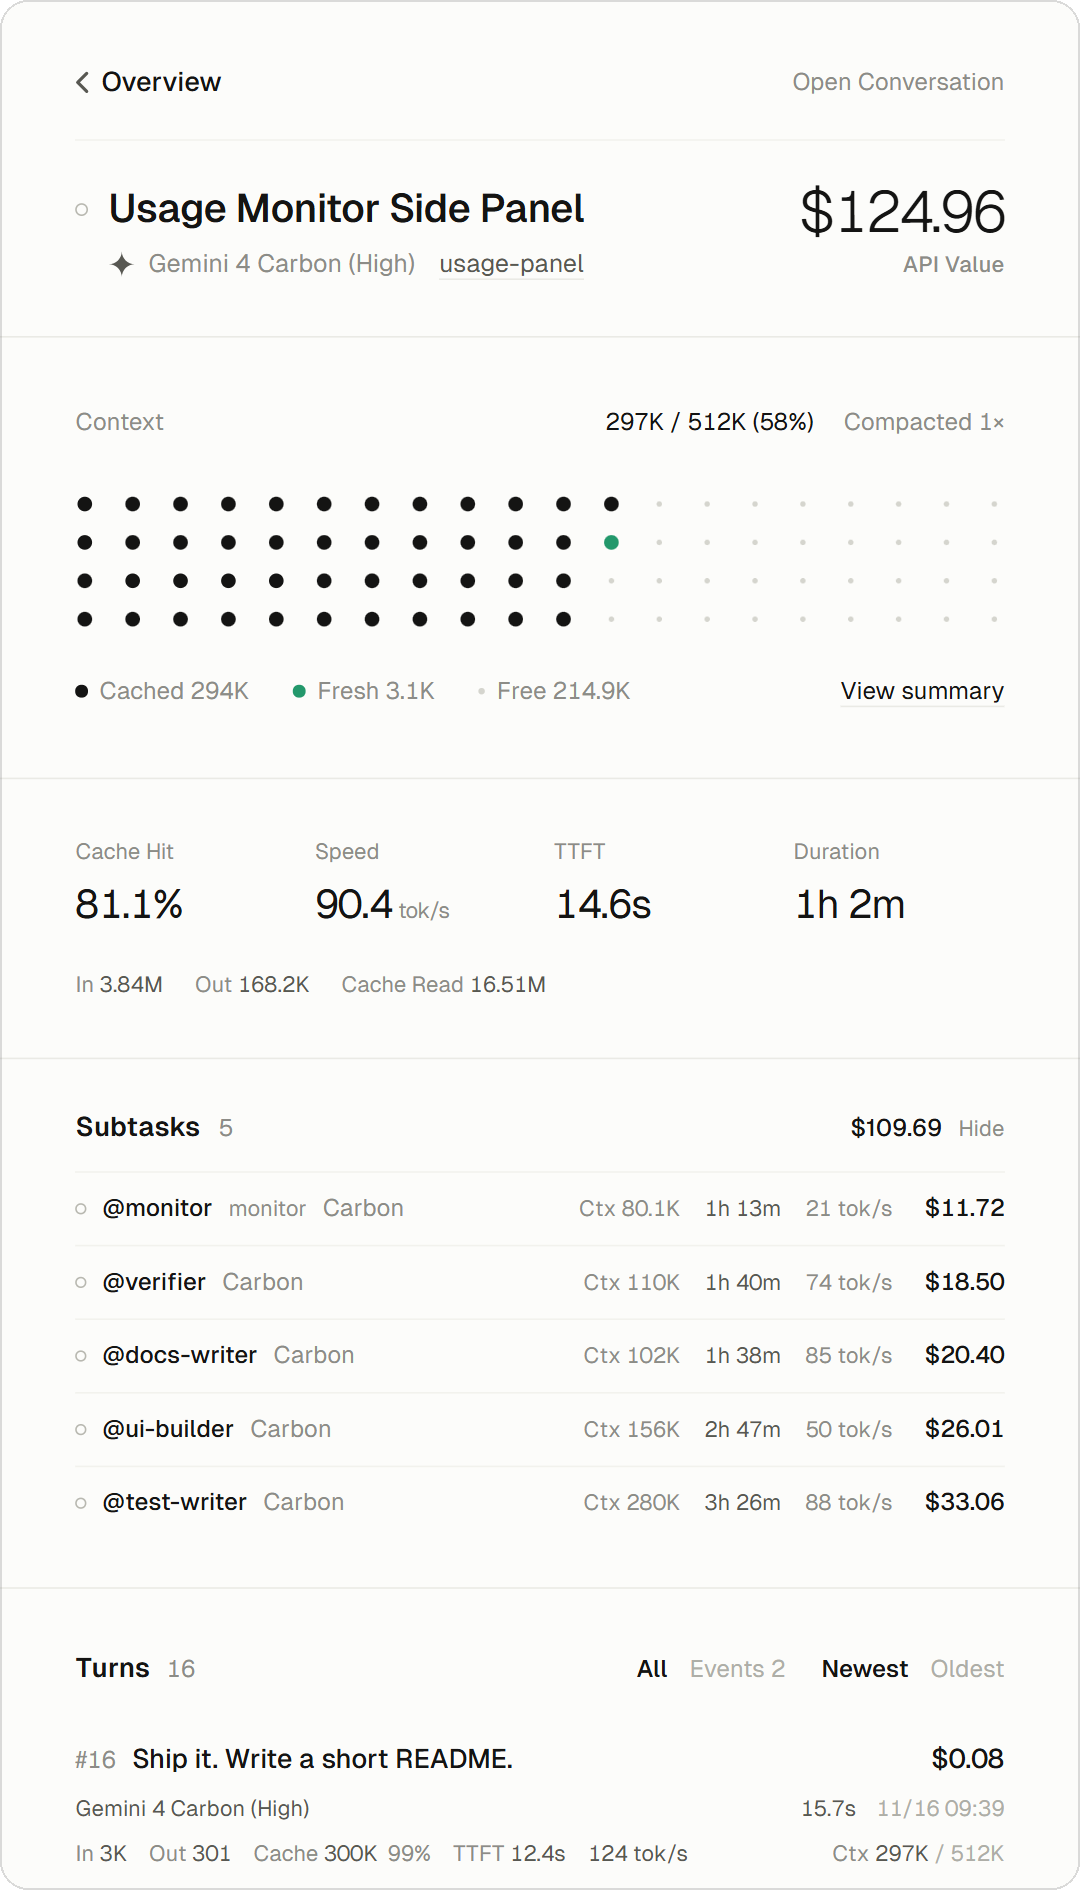 Overview Open Conversation
Usage Monitor Side Panel $124.96
Gemini 4 Carbon (High) usage-panel API Value
Context 297K / 512K (58%) Compacted 1×
Cached 294K Fresh 3.1K Free 214.9K View summary
Cache Hit Speed TTFT Duration
81.1% 90.4 tok/s 14.6s 1h 2m
In 3.84M Out 168.2K Cache Read 16.51M
Subtasks 5 $109.69 Hide
@monitor monitor Carbon Ctx 80.1K 1h 13m 21 tok/s $11.72
@verifier Carbon Ctx 110K 1h 40m 74 tok/s $18.50
@docs-writer Carbon Ctx 102K 1h 38m 85 tok/s $20.40
@ui-builder Carbon Ctx 156K 2h 47m 50 tok/s $26.01
@test-writer Carbon Ctx 280K 3h 26m 88 tok/s $33.06
Turns 16 All Events 2 Newest Oldest
#16 Ship it. Write a short README. $0.08
Gemini 4 Carbon (High) 15.7s 11/16 09:39
In 3K Out 301 Cache 300K 99% TTFT 12.4s 124 tok/s Ctx 297K / 512K